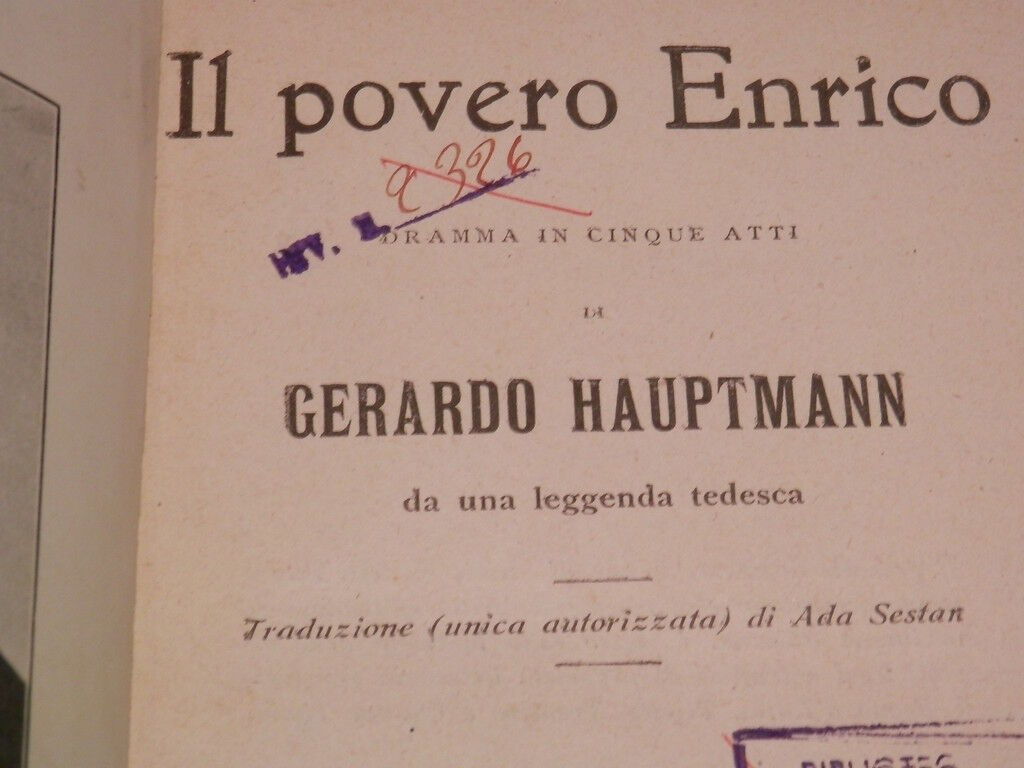 Il povero Enrico
a 326
INV. N.
DRAMMA IN CINQUE ATTI
DI
GERARDO HAUPTMANN
da una leggenda tedesca
Traduzione (unica autorizzata) di Ada Sestan